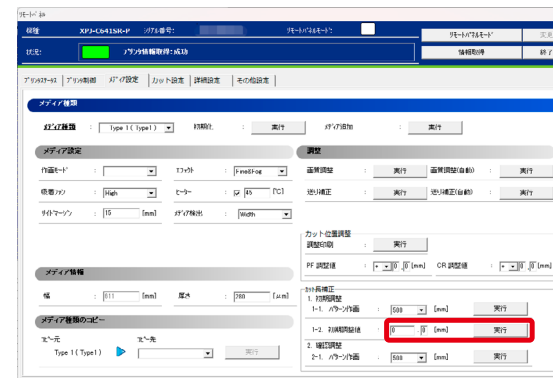 ﾘﾓｰﾄﾊﾟﾈﾙ
機種 XPJ-C641SR-P ｼﾘｱﾙ番号: ﾘﾓｰﾄﾊﾟﾈﾙﾓｰﾄﾞ: ﾘﾓｰﾄﾊﾟﾈﾙﾓｰﾄﾞ 変更
状況: ﾌﾟﾘﾝﾀ情報取得:成功 情報取得 終了
ﾌﾟﾘﾝﾀｽﾃｰﾀｽ ﾌﾟﾘﾝﾀ制御 ﾒﾃﾞｨｱ設定 ｶｯﾄ設定 詳細設定 その他設定
ﾒﾃﾞｨｱ種類
ﾒﾃﾞｨｱ種類 : Type 1 ( Type1 ) 初期化 : 実行 ﾒﾃﾞｨｱ追加 : 実行
ﾒﾃﾞｨｱ設定
作画ﾓｰﾄﾞ : ｴﾌｪｸﾄ : Fine&Fog
吸着ﾌｧﾝ : High ﾋｰﾀｰ : 45 [℃]
ｻｲﾄﾞﾏｰｼﾞﾝ : 15 [mm] ﾒﾃﾞｨｱ検出 : Width
調整
画質調整 : 実行 画質調整(自動) : 実行
送り補正 : 実行 送り補正(自動) : 実行
カット位置調整
調整印刷 : 実行
PF 調整値 : + 0 . 0 [mm] CR 調整値 : + 0 . 0 [mm]
ﾒﾃﾞｨｱ情報
幅 : 811 [mm] 厚さ : 280 [μm]
ﾒﾃﾞｨｱ種類のｺﾋﾟｰ
ｺﾋﾟｰ元 ｺﾋﾟｰ先
Type 1 ( Type1 ) 実行
ｶｯﾄ長補正
1. 初期調整
1-1. ﾊﾟﾀｰﾝ作画 : 500 [mm] 実行
1-2. 初期調整値 : 0 . 0 [mm] 実行
2. 確認調整
2-1. ﾊﾟﾀｰﾝ作画 : 500 [mm] 実行